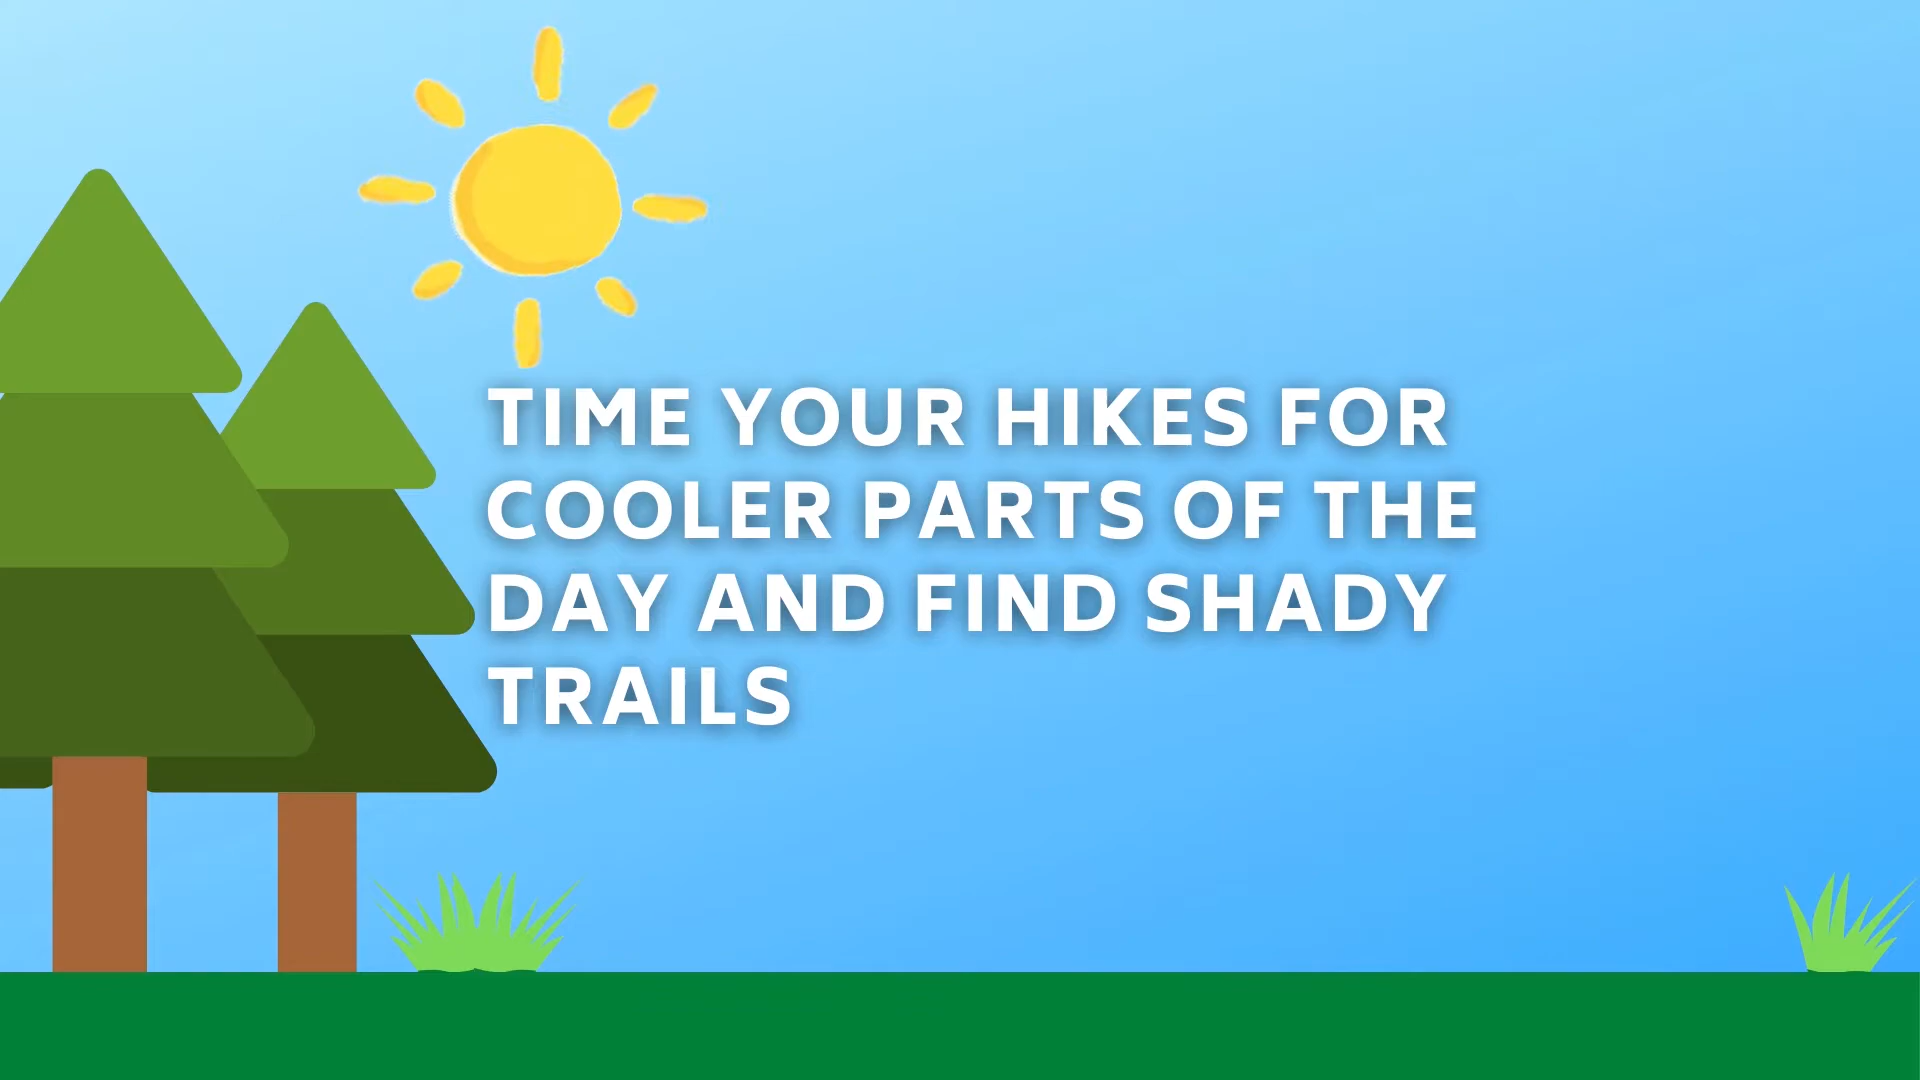 TIME YOUR HIKES FOR
COOLER PARTS OF THE
DAY AND FIND SHADY
TRAILS